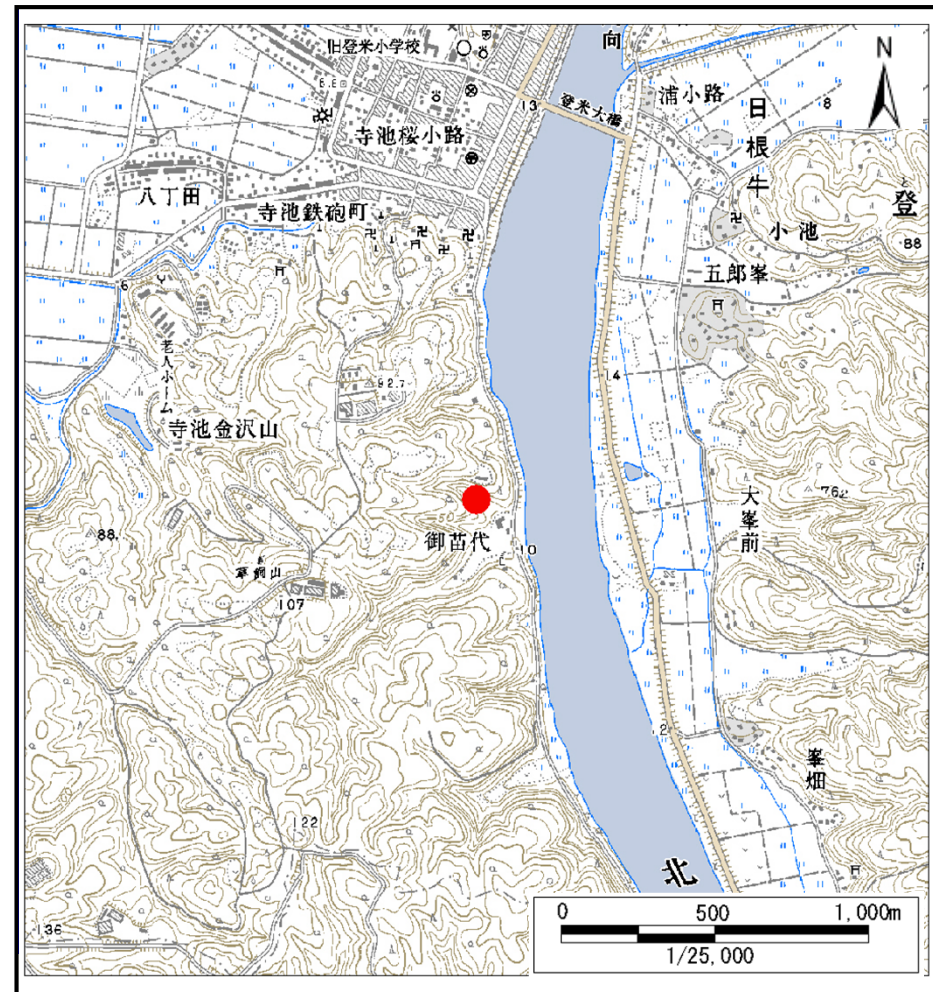 旧登米小学校
向
N
浦小路
日根牛
8
13
登米大橋
寺池桜小路
八丁田
寺池鉄砲町
小池
登
88
五郎峯
6
老人ホーム
92.7
14
寺池金沢山
大峯前
76.2
88.
50
御苗代
10
107
12
峯畑
122
北
136
0 500 1,000m
1/25,000